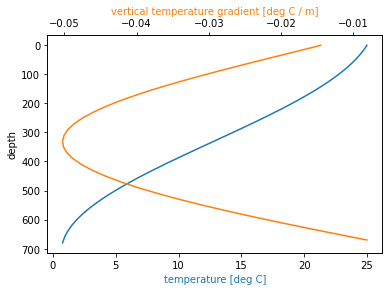 vertical temperature gradient [deg C / m]
−0.05 −0.04 −0.03 −0.02 −0.01
0
100
200
300
400
500
600
700
depth
0 5 10 15 20 25
temperature [deg C]